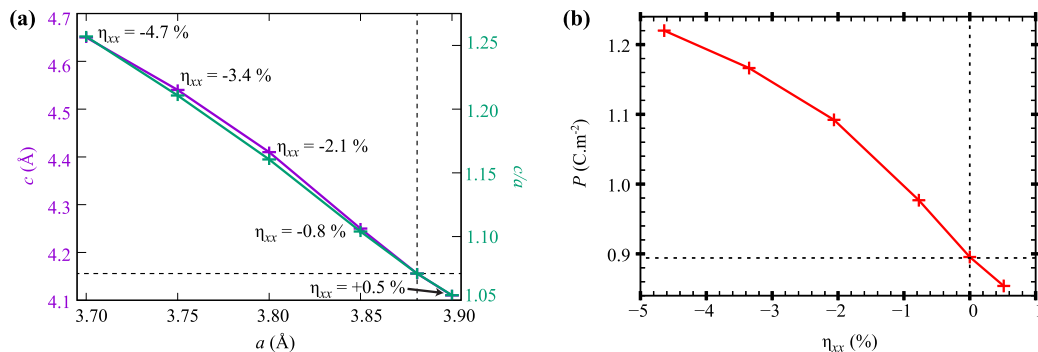 (a)
4.7
4.6
4.5
4.4
4.3
4.2
4.1
c (Å)
η_xx = -4.7 %
η_xx = -3.4 %
η_xx = -2.1 %
η_xx = -0.8 %
η_xx = +0.5 %
1.25
1.20
1.15
1.10
1.05
c/a
3.70
3.75
3.80
3.85
3.90
a (Å)
(b)
1.2
1.1
1.0
0.9
P (C.m⁻²)
−5
−4
−3
−2
−1
0
1
η_xx (%)